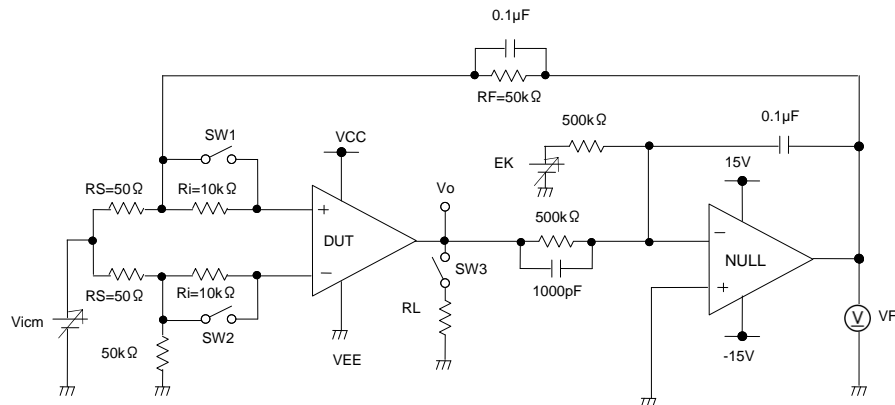 0.1μF
RF=50kΩ
0.1μF
500kΩ
SW1
VCC
EK
15V
Vo
RS=50Ω
Ri=10kΩ
500kΩ
+
DUT
−
−
NULL
+
SW3
1000pF
RS=50Ω
Ri=10kΩ
RL
Vicm
SW2
V
VF
50kΩ
VEE
-15V